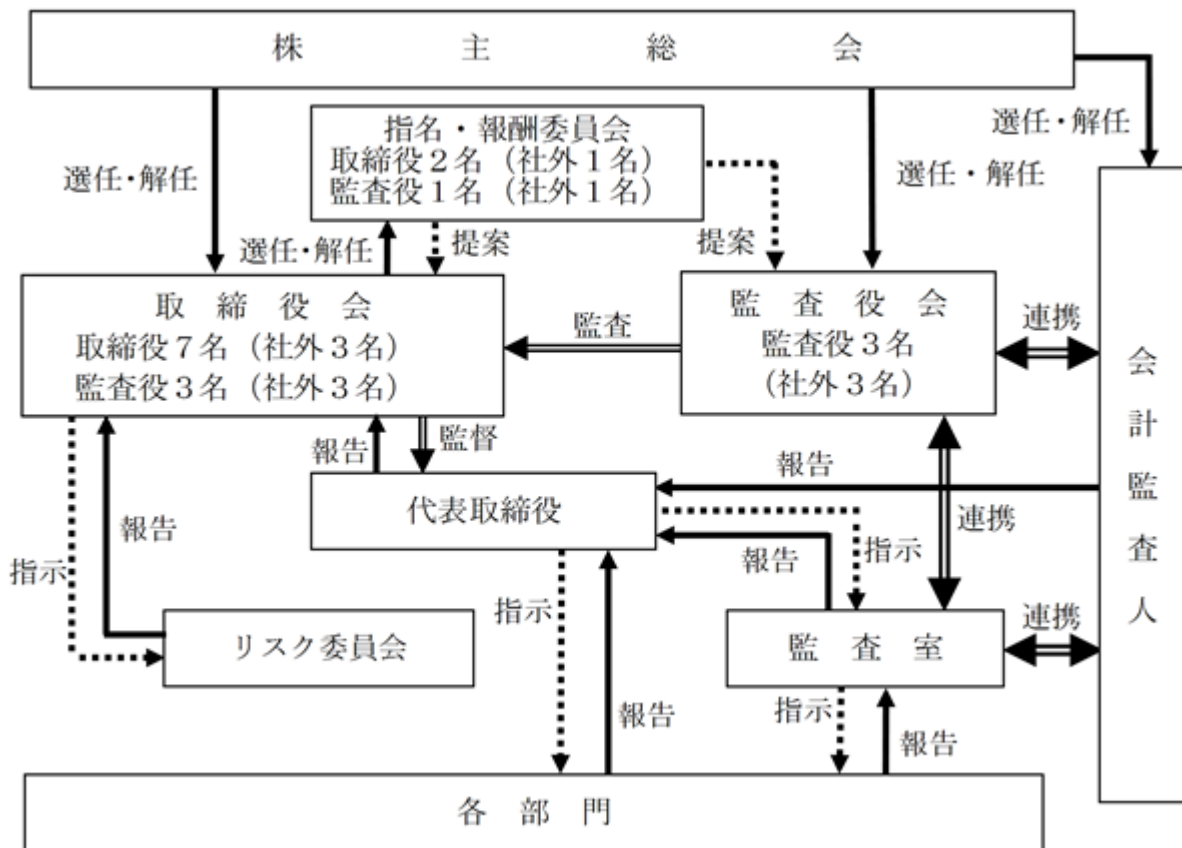 株主総会
指名・報酬委員会
取締役２名（社外１名）
監査役１名（社外１名）
選任・解任
選任・解任
選任・解任
選任・解任
提案
提案
取締役会
取締役７名（社外３名）
監査役３名（社外３名）
監査
監査役会
監査役３名
（社外３名）
連携
会計監査人
報告
監督
報告
代表取締役
連携
報告
指示
報告
指示
指示
リスク委員会
監査室
連携
報告
指示
報告
各部門